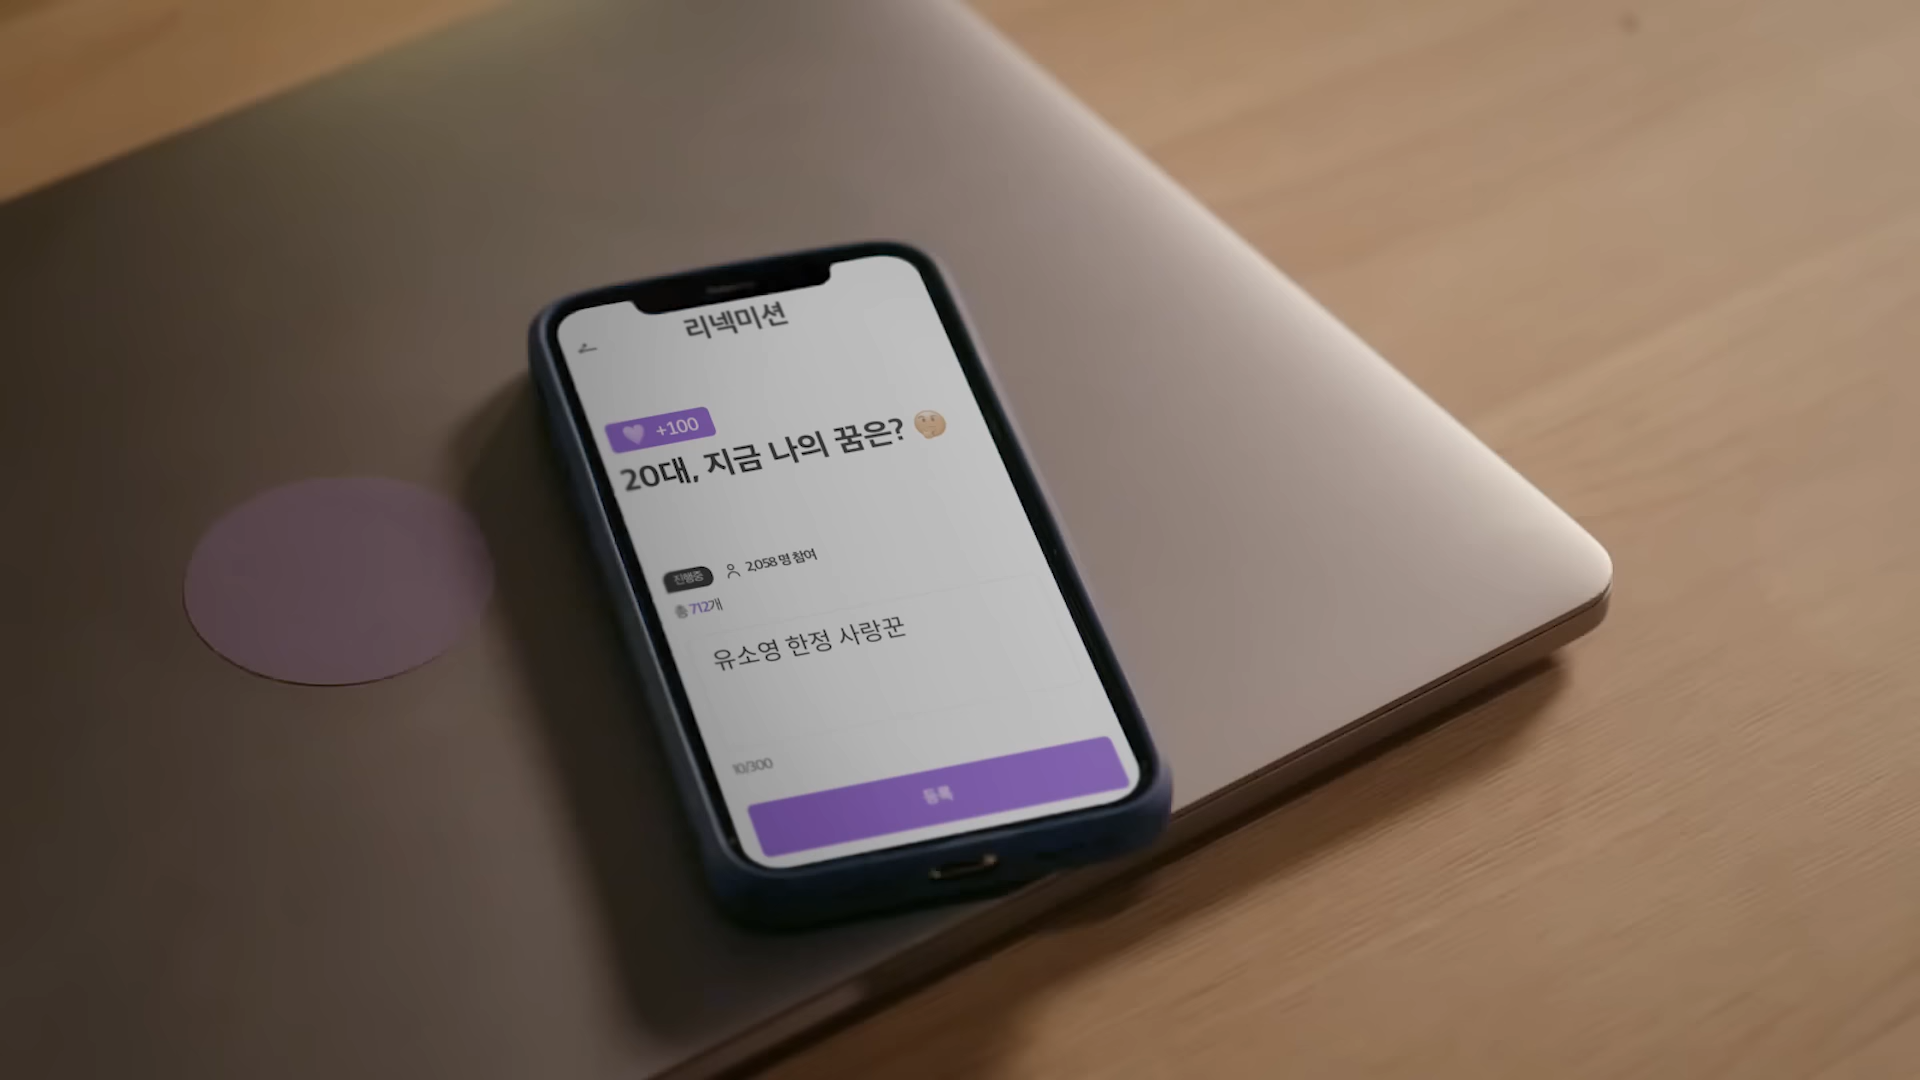 리넥미션
+100
20대, 지금 나의 꿈은? 🤔
진행중 2,058 명 참여
총 712개
유소영 한정 사랑꾼
10/300
등록